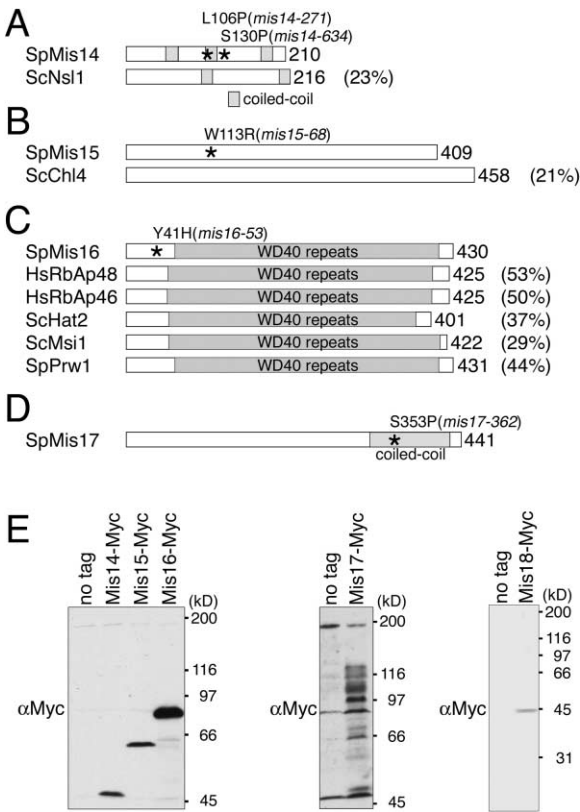 A
L106P(mis14-271)
S130P(mis14-634)
SpMis14 ** 210
ScNsl1 216 (23%)
coiled-coil
B
W113R(mis15-68)
SpMis15 * 409
ScChl4 458 (21%)
C
Y41H(mis16-53)
SpMis16 * WD40 repeats 430
HsRbAp48 WD40 repeats 425 (53%)
HsRbAp46 WD40 repeats 425 (50%)
ScHat2 WD40 repeats 401 (37%)
ScMsi1 WD40 repeats 422 (29%)
SpPrw1 WD40 repeats 431 (44%)
D
S353P(mis17-362)
SpMis17 * 441
coiled-coil
E
no tag
Mis14-Myc
Mis15-Myc
Mis16-Myc
(kD)
200
116
97
αMyc
66
45
no tag
Mis17-Myc
(kD)
200
116
97
αMyc
66
45
no tag
Mis18-Myc
(kD)
200
116
97
66
αMyc 45
31